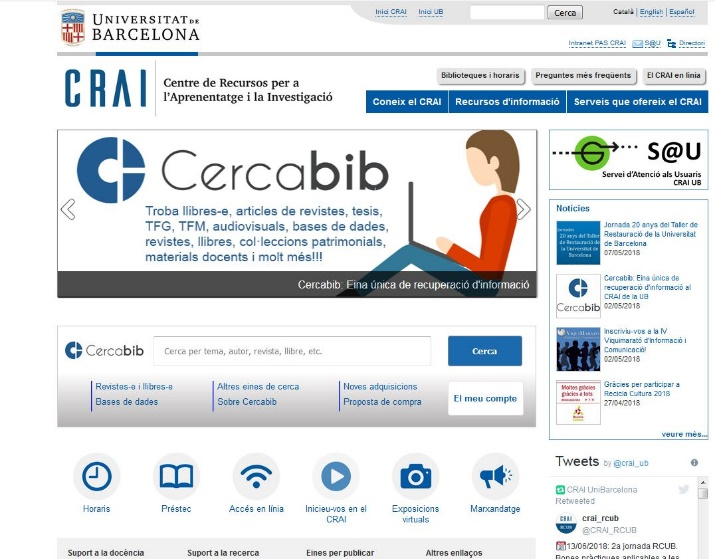 UNIVERSITAT DE
BARCELONA
Inici CRAI Inici UB
Cerca
Català | English | Español
Intranet PAS CRAI S@U Directori
CRAI
Centre de Recursos per a
l'Aprenentatge i la Investigació
Biblioteques i horaris Preguntes més freqüents El CRAI en línia
Coneix el CRAI Recursos d'informació Serveis que ofereix el CRAI
Cercabib
Troba llibres-e, articles de revistes, tesis,
TFG, TFM, audiovisuals, bases de dades,
revistes, llibres, col·leccions patrimonials,
materials docents i molt més!!!
Cercabib: Eina única de recuperació d'informació
S@U
Servei d'Atenció als Usuaris
CRAI UB
Notícies
Jornada 20 anys del Taller de
Restauració de la Universitat
de Barcelona
07/05/2018
Cercabib: Eina única de
recuperació d'informació al
CRAI de la UB
02/05/2018
Cercabib
Inscriviu-vos a la IV
Viquimarató d'Informació i
Comunicació!
02/05/2018
Moltes gràcies
gràcies a tots
Gràcies per participar a
Recicla Cultura 2018
27/04/2018
veure més...
Cercabib
Cerca per tema, autor, revista, llibre, etc.
Cerca
Revistes-e i llibres-e Altres eines de cerca Noves adquisicions
Bases de dades Sobre Cercabib Proposta de compra
El meu compte
Horaris Préstec Accés en línia Inicieu-vos en el
CRAI
Exposicions
virtuals
Marxandatge
Tweets by @crai_ub
CRAI UniBarcelona
Retweeted
CRAI
RCUB
crai_rcub
@CRAI_RCUB
13/06/2018: 2a jornada RCUB.
Bones pràctiques aplicables a les
Suport a la docència Suport a la recerca Eines per publicar Altres enllaços